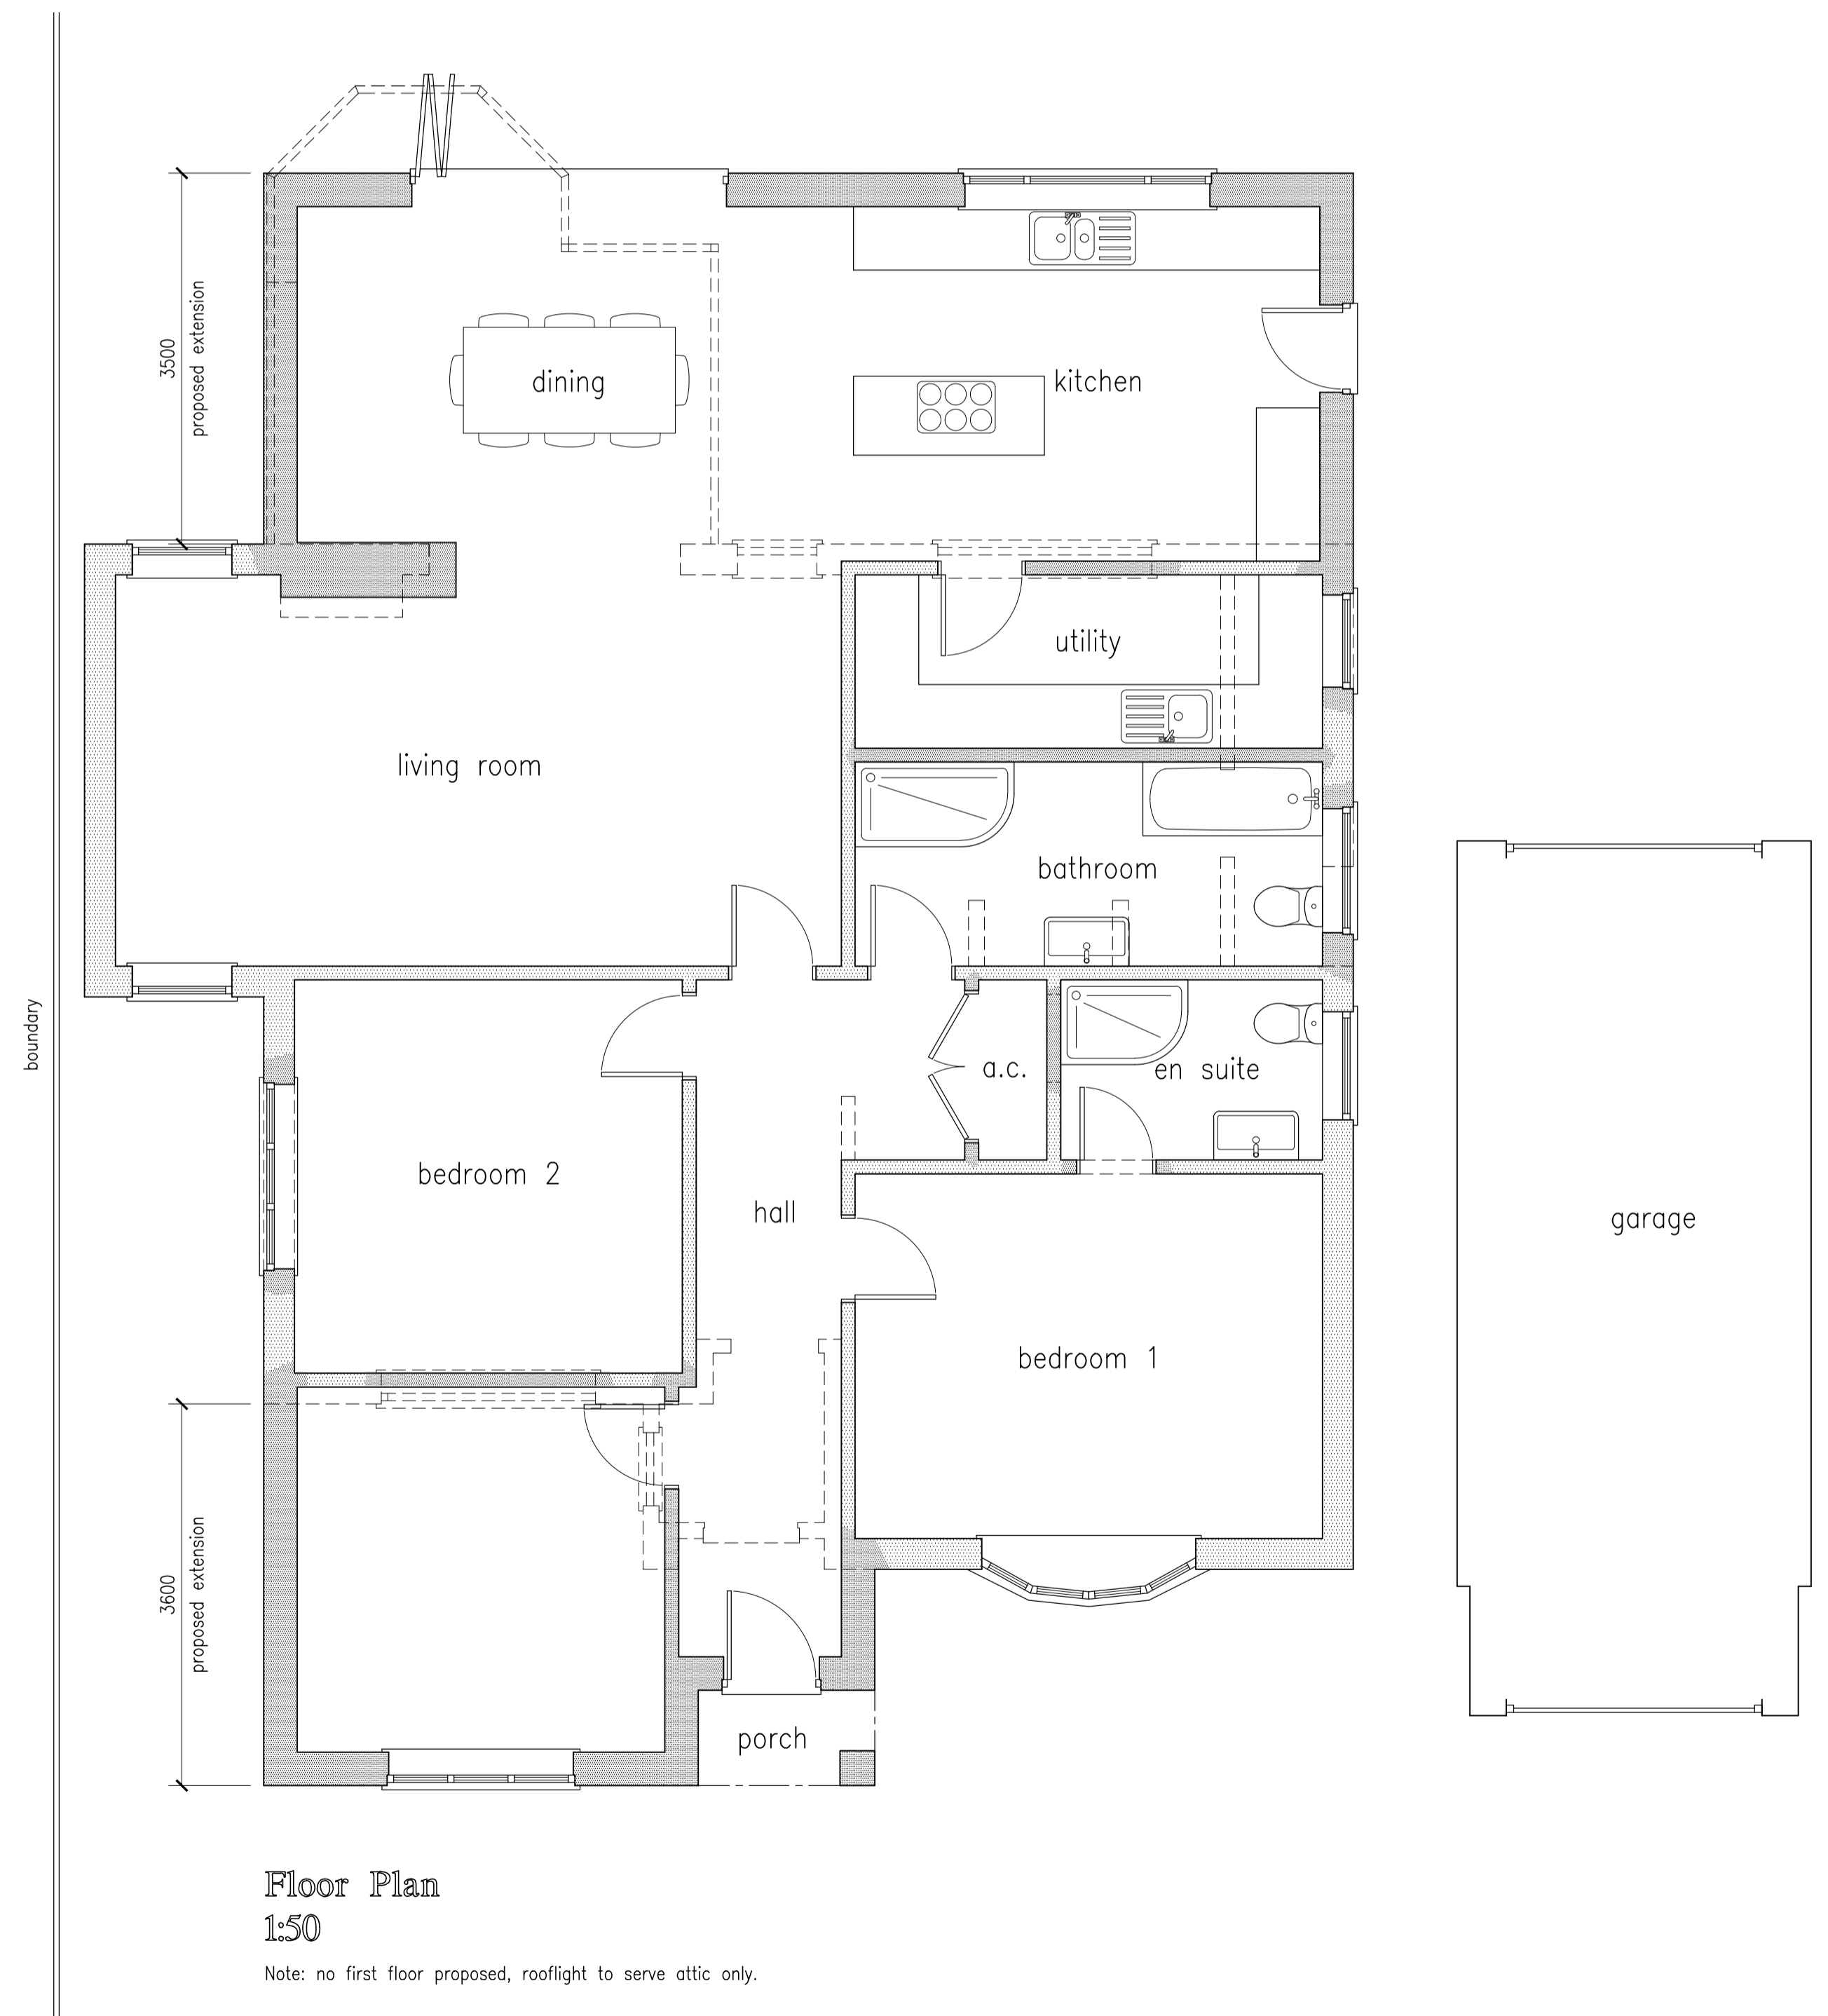 3500
proposed extension
dining
kitchen
utility
living room
bathroom
boundary
a.c.
en suite
bedroom 2
hall
garage
bedroom 1
3600
proposed extension
porch
Floor Plan
1:50
Note: no first floor proposed, rooflight to serve attic only.